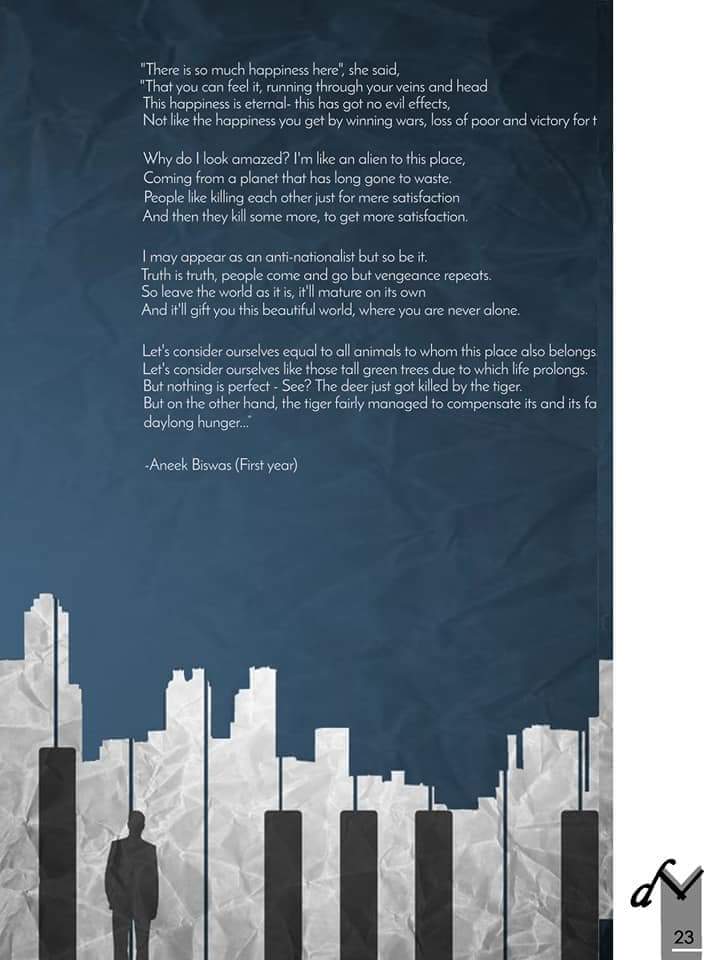 "There is so much happiness here", she said,
"That you can feel it, running through your veins and head
This happiness is eternal- this has got no evil effects,
Not like the happiness you get by winning wars, loss of poor and victory for t
Why do I look amazed? I'm like an alien to this place,
Coming from a planet that has long gone to waste.
People like killing each other just for mere satisfaction
And then they kill some more, to get more satisfaction.
I may appear as an anti-nationalist but so be it.
Truth is truth, people come and go but vengeance repeats.
So leave the world as it is, it'll mature on its own
And it'll gift you this beautiful world, where you are never alone.
Let's consider ourselves equal to all animals to whom this place also belongs
Let's consider ourselves like those tall green trees due to which life prolongs.
But nothing is perfect - See? The deer just got killed by the tiger.
But on the other hand, the tiger fairly managed to compensate its and its fa
daylong hunger..."
-Aneek Biswas (First year)
23